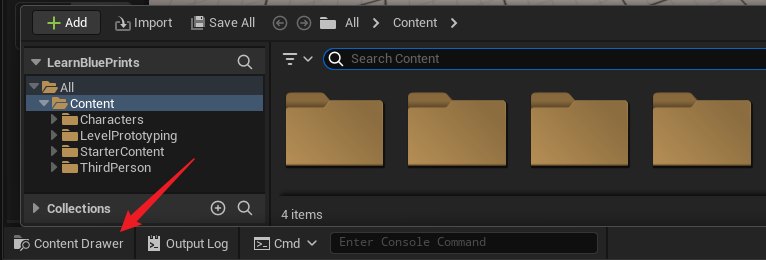 + Add Import Save All All > Content >
LearnBluePrints
Search Content
All
Content
Characters
LevelPrototyping
StarterContent
ThirdPerson
Collections
4 items
Content Drawer Output Log Cmd Enter Console Command